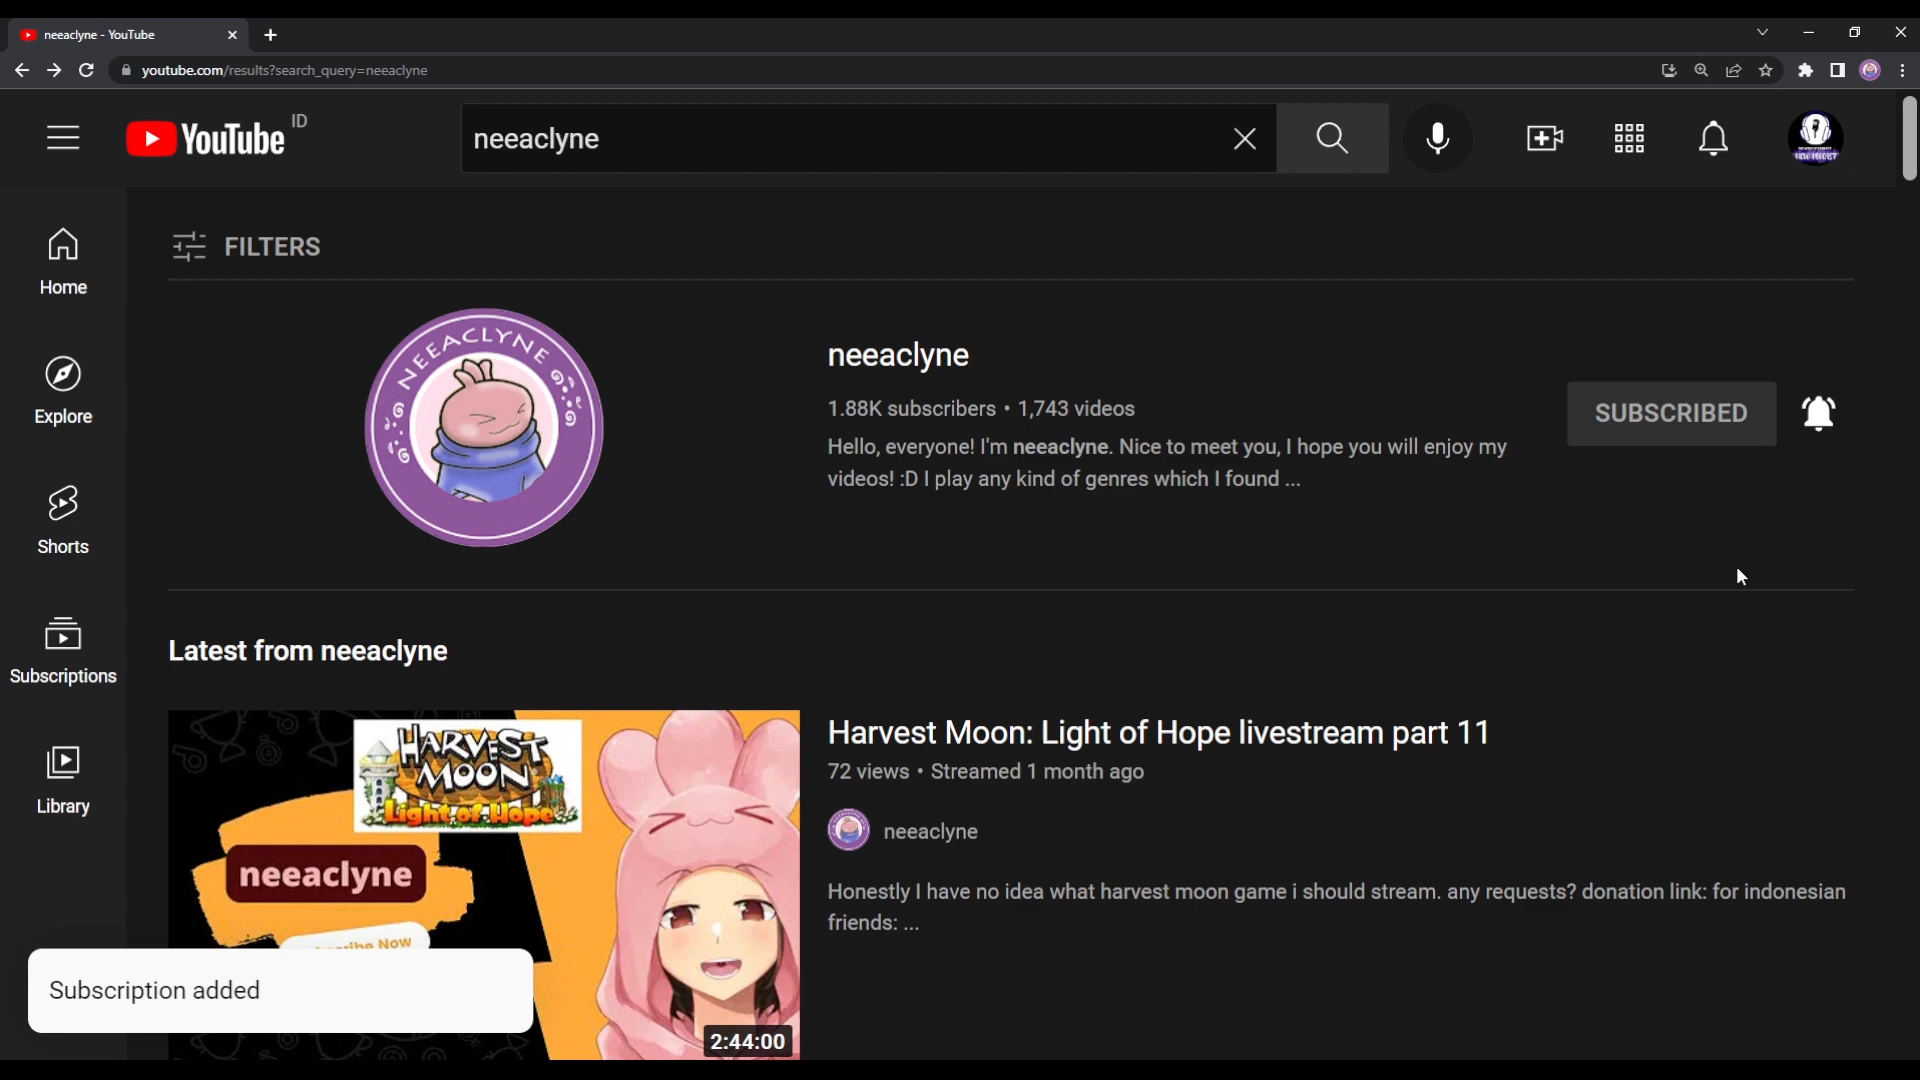 neeaclyne - YouTube
youtube.com/results?search_query=neeaclyne
YouTube ID
neeaclyne
FILTERS
Home
Explore
Shorts
Subscriptions
Library
NEEACLYNE
neeaclyne
1.88K subscribers • 1,743 videos
Hello, everyone! I'm neeaclyne. Nice to meet you, I hope you will enjoy my
videos! :D I play any kind of genres which I found ...
SUBSCRIBED
Latest from neeaclyne
HARVEST
MOON
Light of Hope
neeaclyne
Now
2:44:00
Harvest Moon: Light of Hope livestream part 11
72 views • Streamed 1 month ago
neeaclyne
Honestly I have no idea what harvest moon game i should stream. any requests? donation link: for indonesian
friends: ...
Subscription added